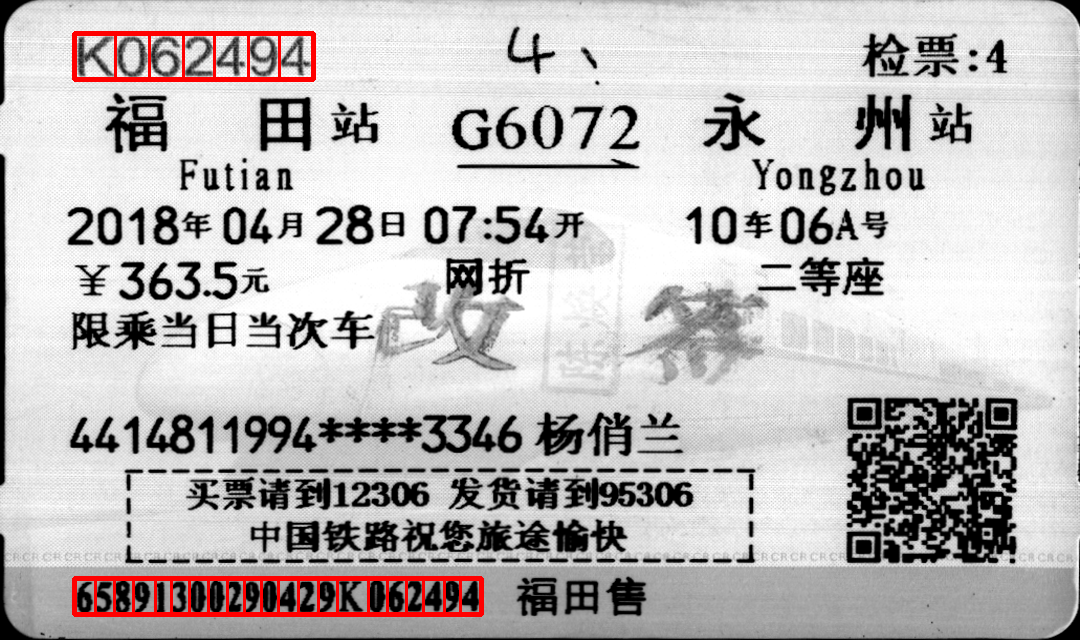 K062494 4、 检票:4
福田站 G6072 永州站
Futian Yongzhou
2018年04月28日 07:54开 10车06A号
￥363.5元 网折 二等座
限乘当日当次车 改签
4414811994****3346 杨俏兰
买票请到12306 发货请到95306
中国铁路祝您旅途愉快
65891300290429K062494 福田售